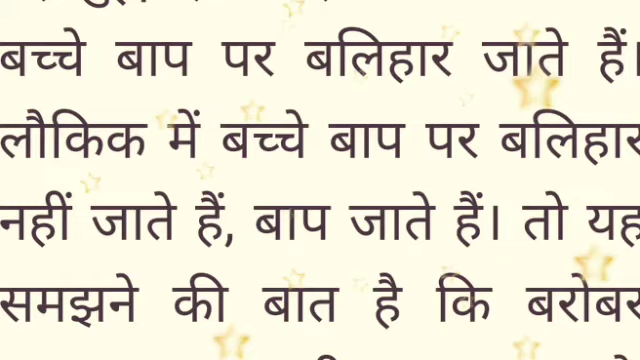 बच्चे बाप पर बलिहार जाते हैं।
लौकिक में बच्चे बाप पर बलिहार
नहीं जाते हैं, बाप जाते हैं। तो यह
समझने की बात है कि बरोबर